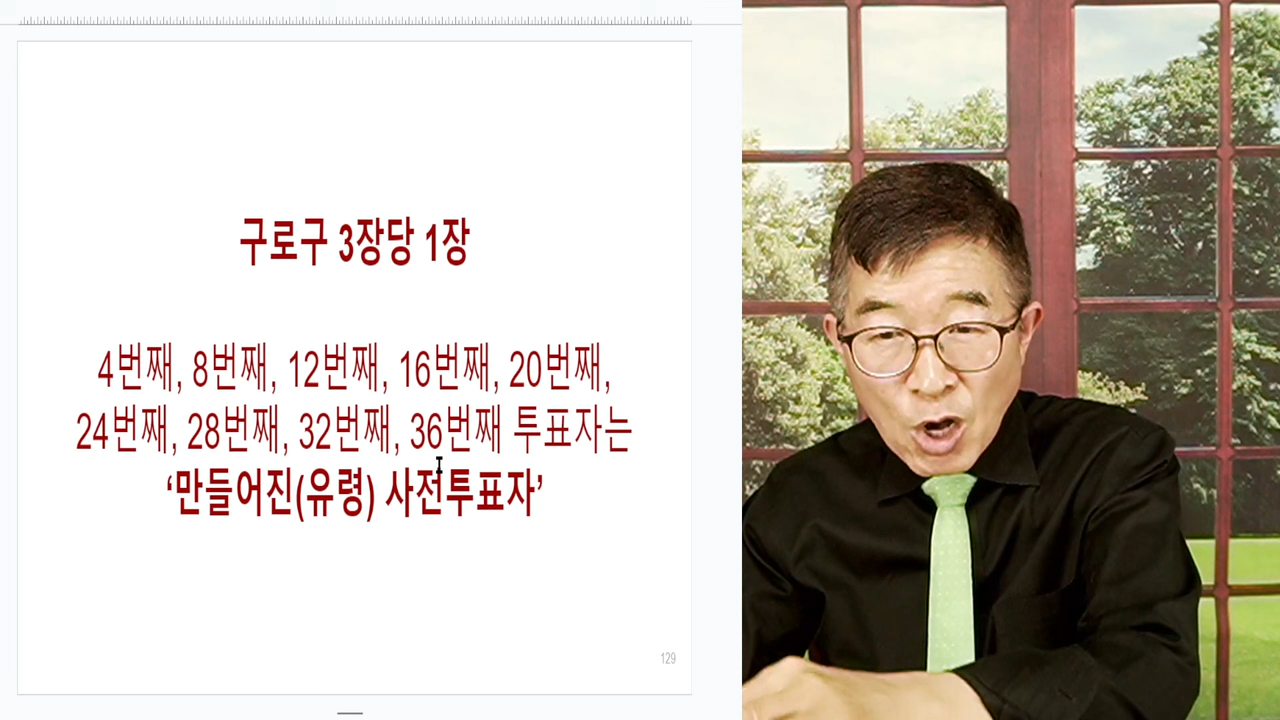 구로구 3장당 1장
4번째, 8번째, 12번째, 16번째, 20번째,
24번째, 28번째, 32번째, 36번째 투표자는
‘만들어진(유령) 사전투표자’
129